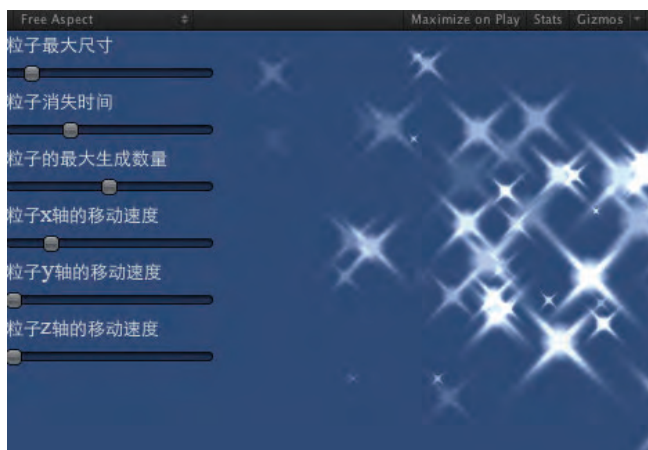 Free Aspect Maximize on Play Stats Gizmos
粒子最大尺寸
粒子消失时间
粒子的最大生成数量
粒子x轴的移动速度
粒子y轴的移动速度
粒子z轴的移动速度